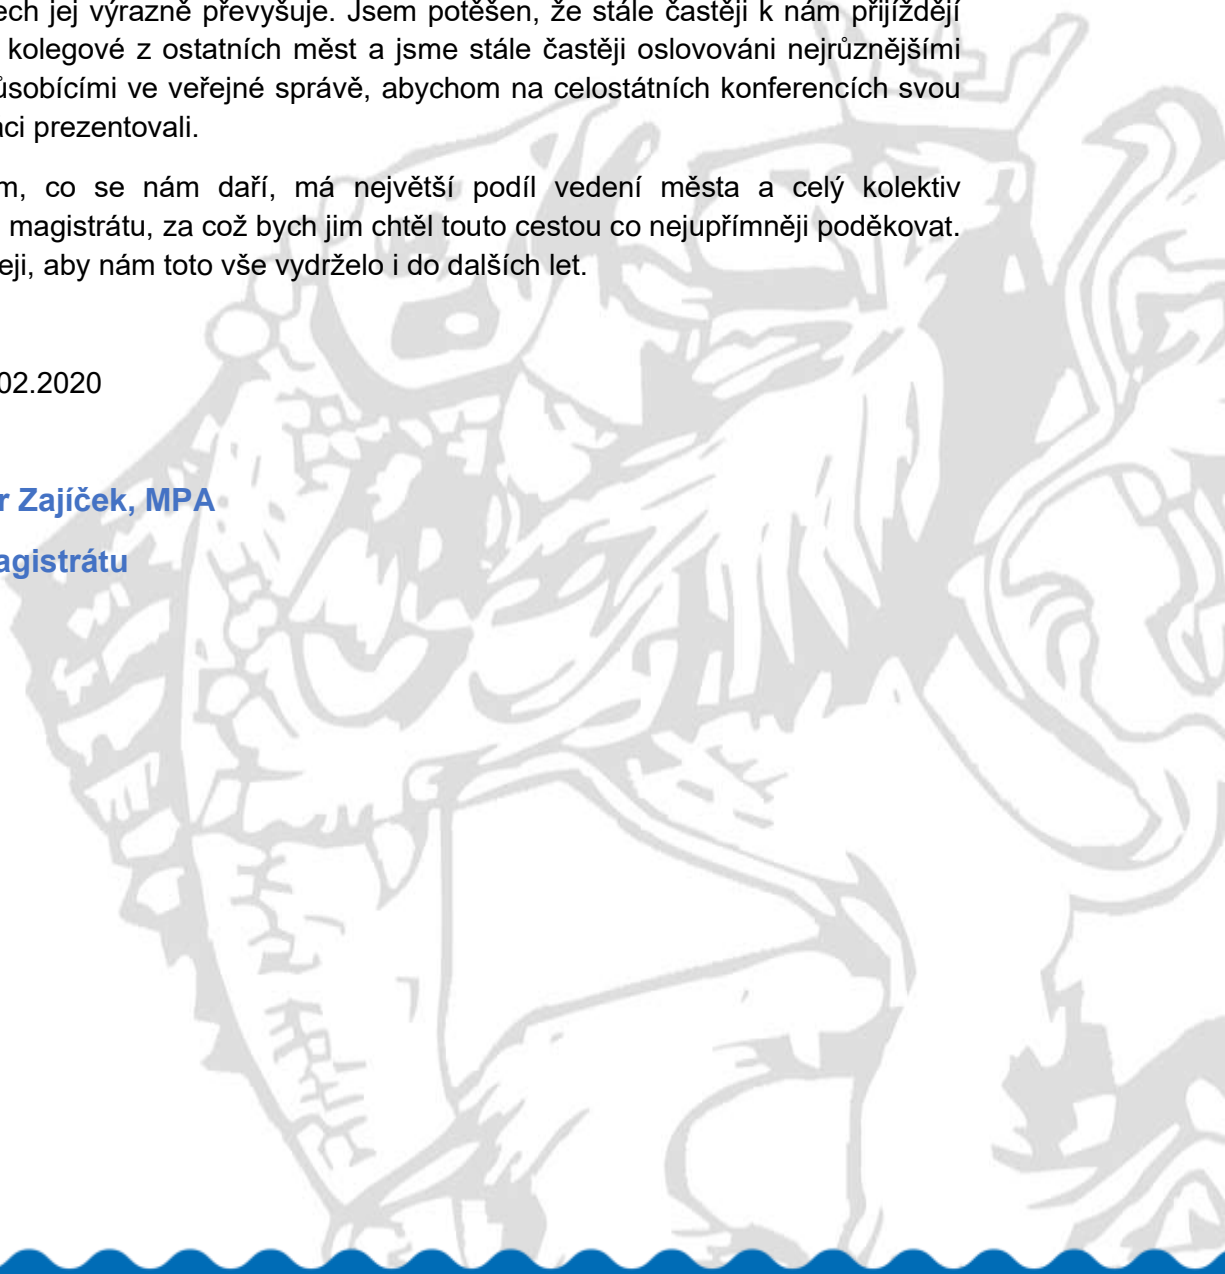 ech jej výrazně převyšuje. Jsem potěšen, že stále častěji k nám přijíždějí
kolegové z ostatních měst a jsme stále častěji oslovováni nejrůznějšími
ůsobícími ve veřejné správě, abychom na celostátních konferencích svou
aci prezentovali.
m, co se nám daří, má největší podíl vedení města a celý kolektiv
magistrátu, za což bych jim chtěl touto cestou co nejupřímněji poděkovat.
eji, aby nám toto vše vydrželo i do dalších let.
02.2020
r Zajíček, MPA
agistrátu